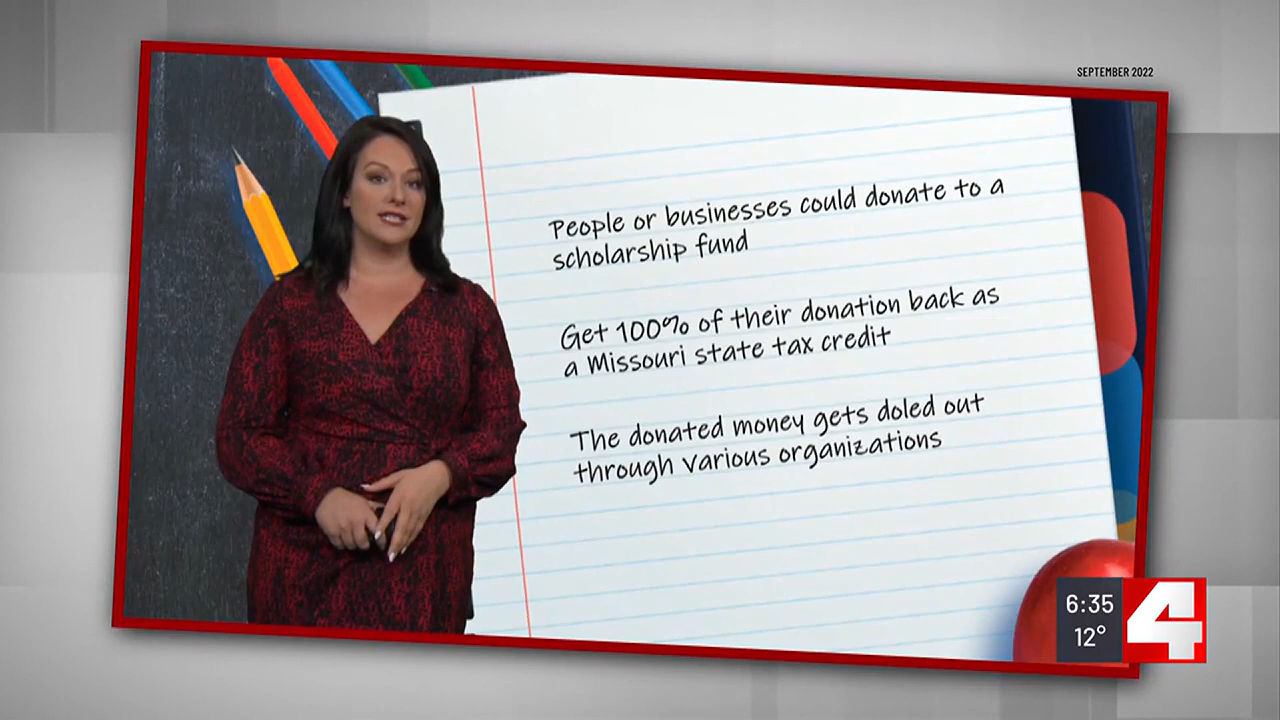 SEPTEMBER 2022
People or businesses could donate to a
scholarship fund
Get 100% of their donation back as
a Missouri state tax credit
The donated money gets doled out
through various organizations
6:35
12°
4